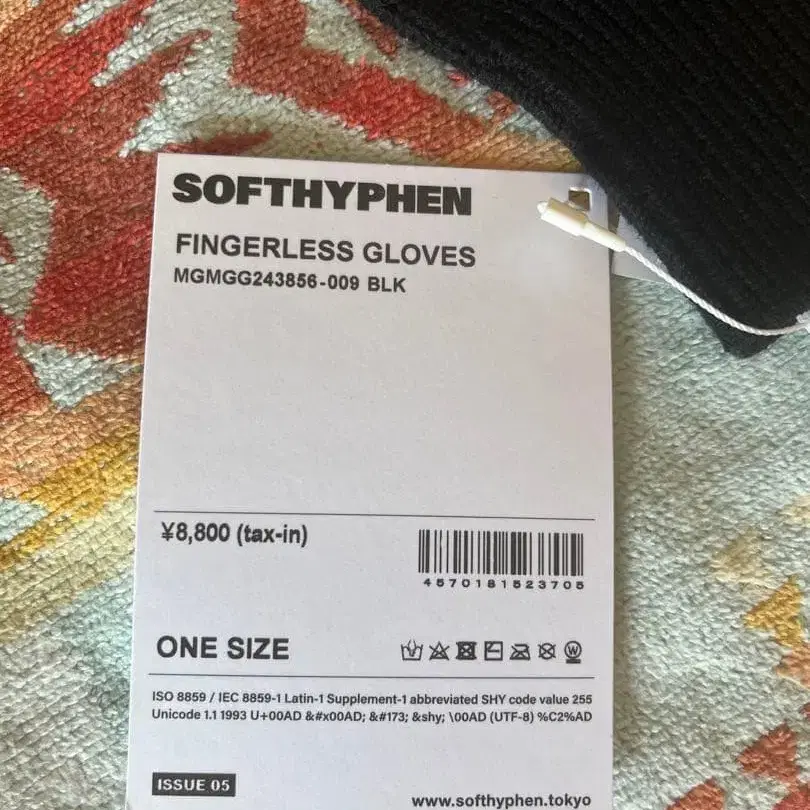 SOFTHYPHEN
FINGERLESS GLOVES
MGMGG243856-009 BLK
¥8,800 (tax-in)
4570181523705
ONE SIZE
W
ISO 8859 / IEC 8859-1 Latin-1 Supplement-1 abbreviated SHY code value 255
Unicode 1.1 1993 U+00AD &#x00AD; &#173; &shy; \00AD (UTF-8) %C2%AD
ISSUE 05
www.softhyphen.tokyo